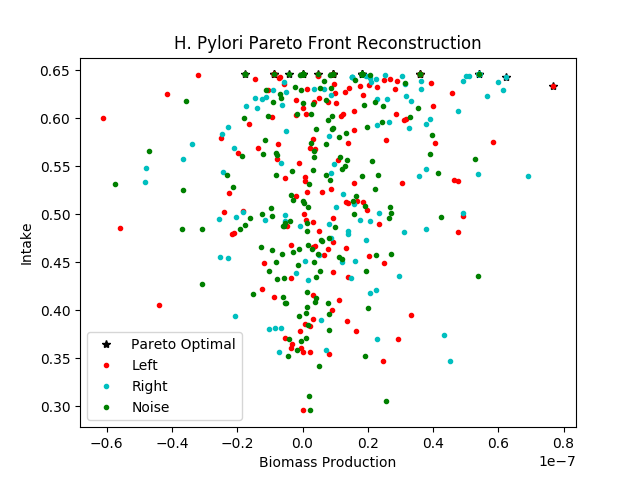 H. Pylori Pareto Front Reconstruction
0.65
0.60
0.55
0.50
0.45
0.40
0.35
0.30
Intake
Pareto Optimal
Left
Right
Noise
−0.6 −0.4 −0.2 0.0 0.2 0.4 0.6 0.8
1e−7
Biomass Production